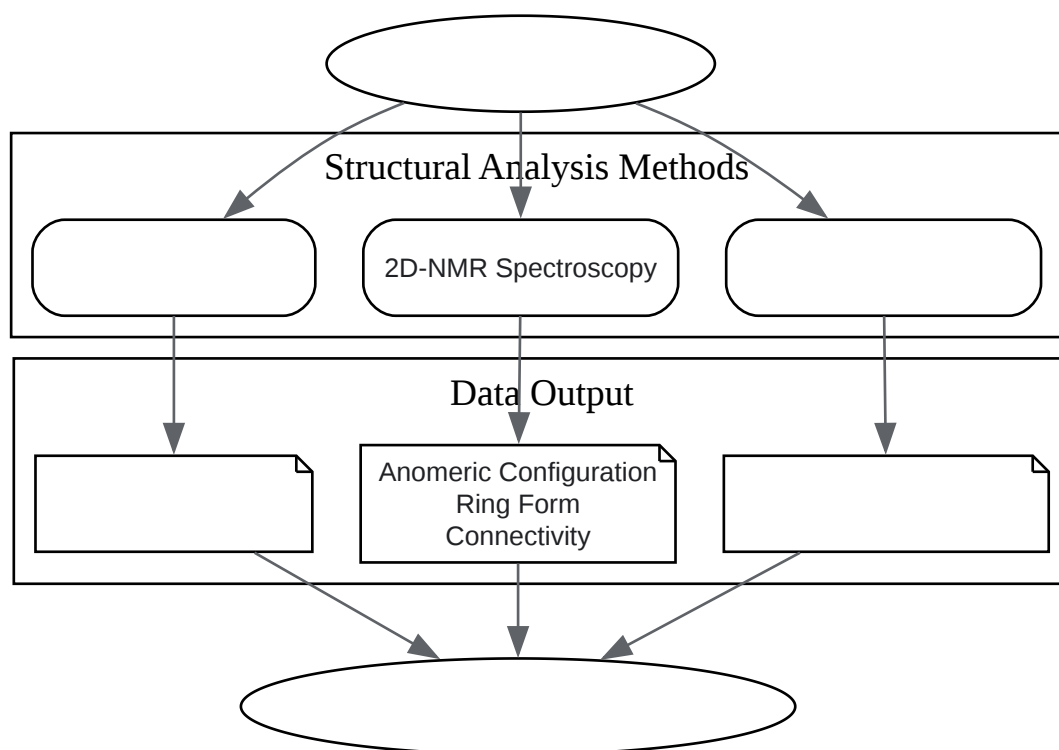 Structural Analysis Methods
2D-NMR Spectroscopy
Data Output
Anomeric Configuration
Ring Form
Connectivity